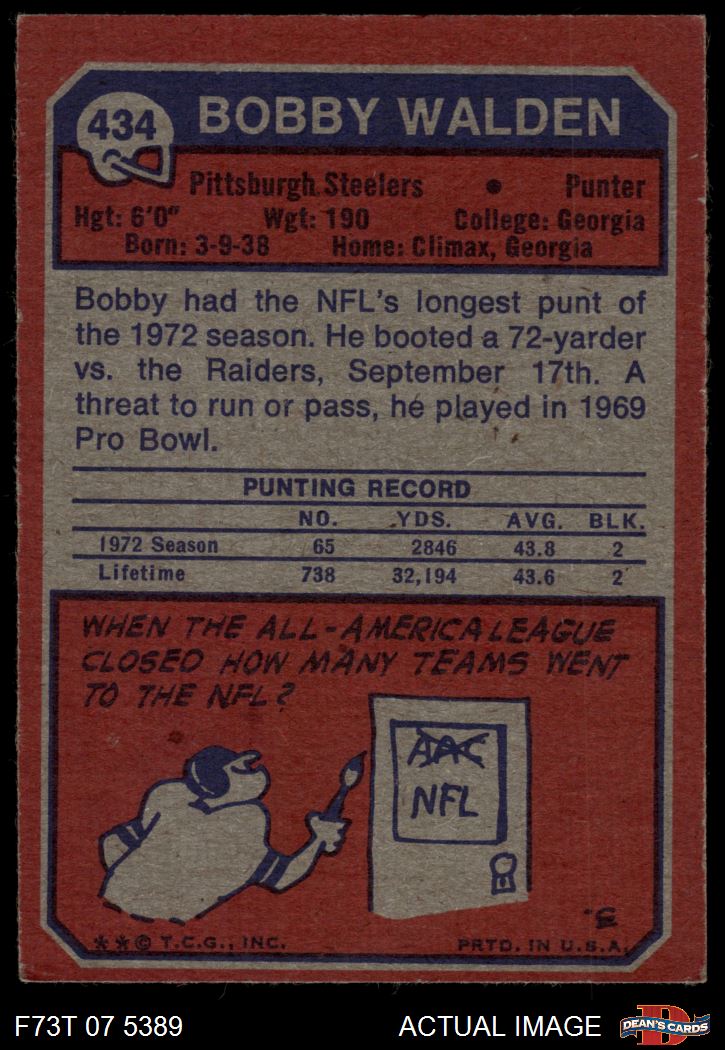 434
BOBBY WALDEN
Pittsburgh Steelers • Punter
Hgt: 6'0" Wgt: 190 College: Georgia
Born: 3-9-38 Home: Climax, Georgia
Bobby had the NFL's longest punt of
the 1972 season. He booted a 72-yarder
vs. the Raiders, September 17th. A
threat to run or pass, he played in 1969
Pro Bowl.
PUNTING RECORD
NO. YDS. AVG. BLK.
1972 Season 65 2846 43.8 2
Lifetime 738 32,194 43.6 2
WHEN THE ALL-AMERICA LEAGUE
CLOSED HOW MANY TEAMS WENT
TO THE NFL?
AAC
NFL
**© T.C.G., INC. PRTD. IN U.S.A.
F73T 07 5389 ACTUAL IMAGE
D
DEAN'S CARDS